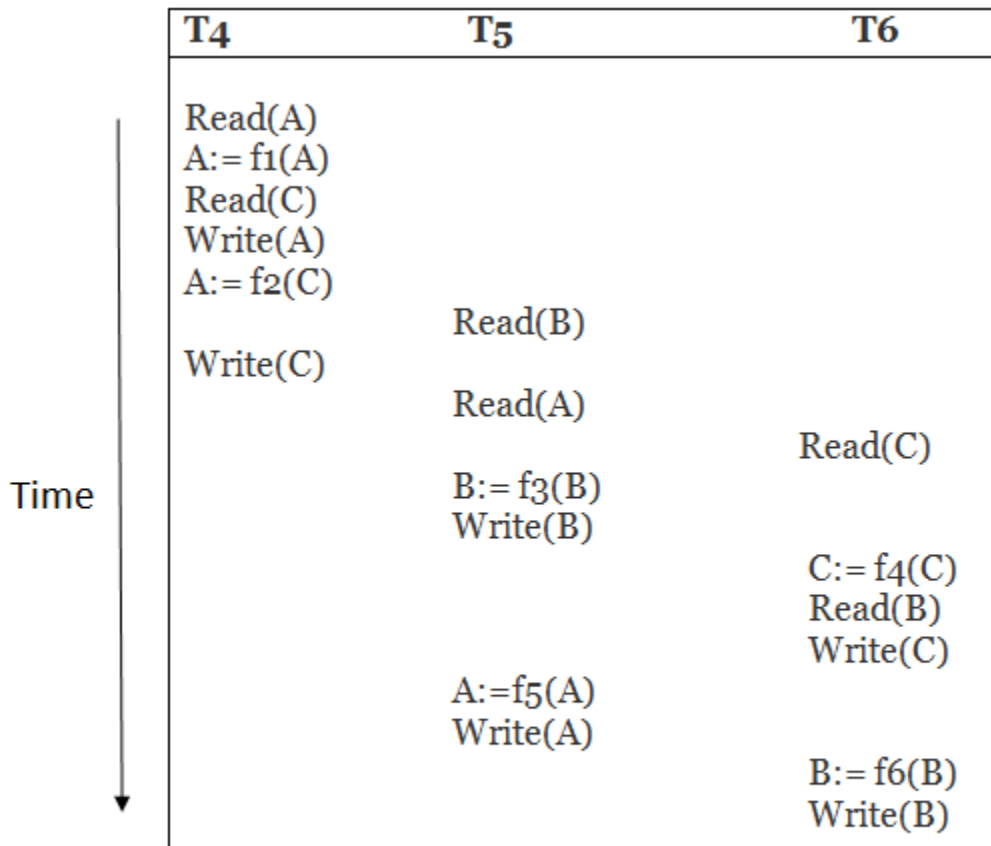 T4 T5 T6
Read(A)
A:= f1(A)
Read(C)
Write(A)
A:= f2(C)
Read(B)
Write(C)
Read(A)
Read(C)
Time
B:= f3(B)
Write(B)
C:= f4(C)
Read(B)
Write(C)
A:=f5(A)
Write(A)
B:= f6(B)
Write(B)